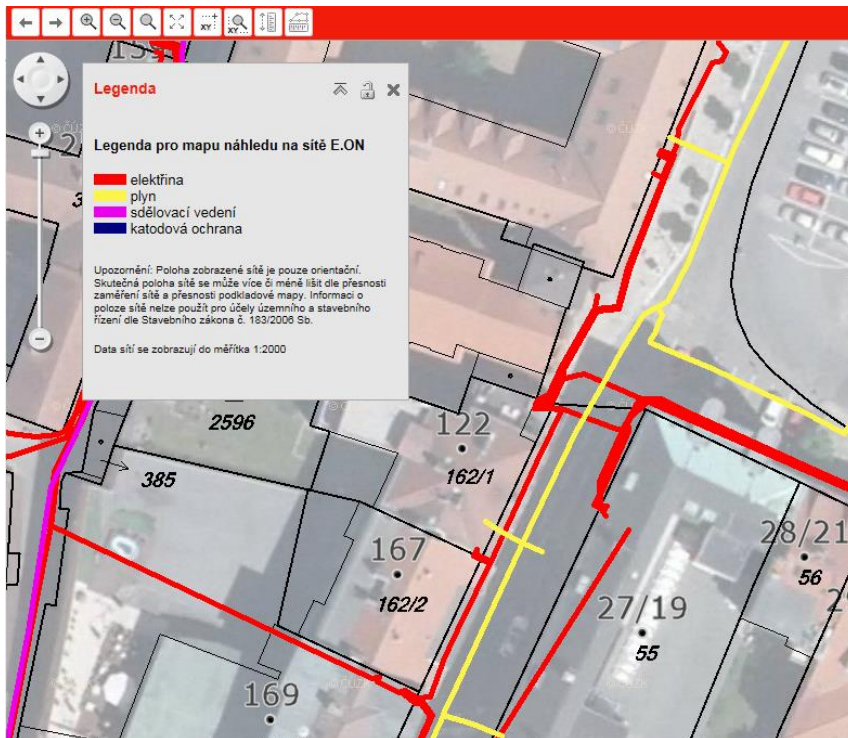 XY
XY
159
Legenda
© ČÚZK
Legenda pro mapu náhledu na sítě E.ON
elektřina
plyn
sdělovací vedení
katodová ochrana
Upozornění: Poloha zobrazené sítě je pouze orientační.
Skutečná poloha sítě se může více či méně lišit dle přesnosti
zaměření sítě a přesnosti podkladové mapy. Informaci o
poloze sítě nelze použít pro účely územního a stavebního
řízení dle Stavebního zákona č. 183/2006 Sb.
Data sítí se zobrazují do měřítka 1:2000
2596
122
162/1
385
167
162/2
28/21
56
27/19
55
169